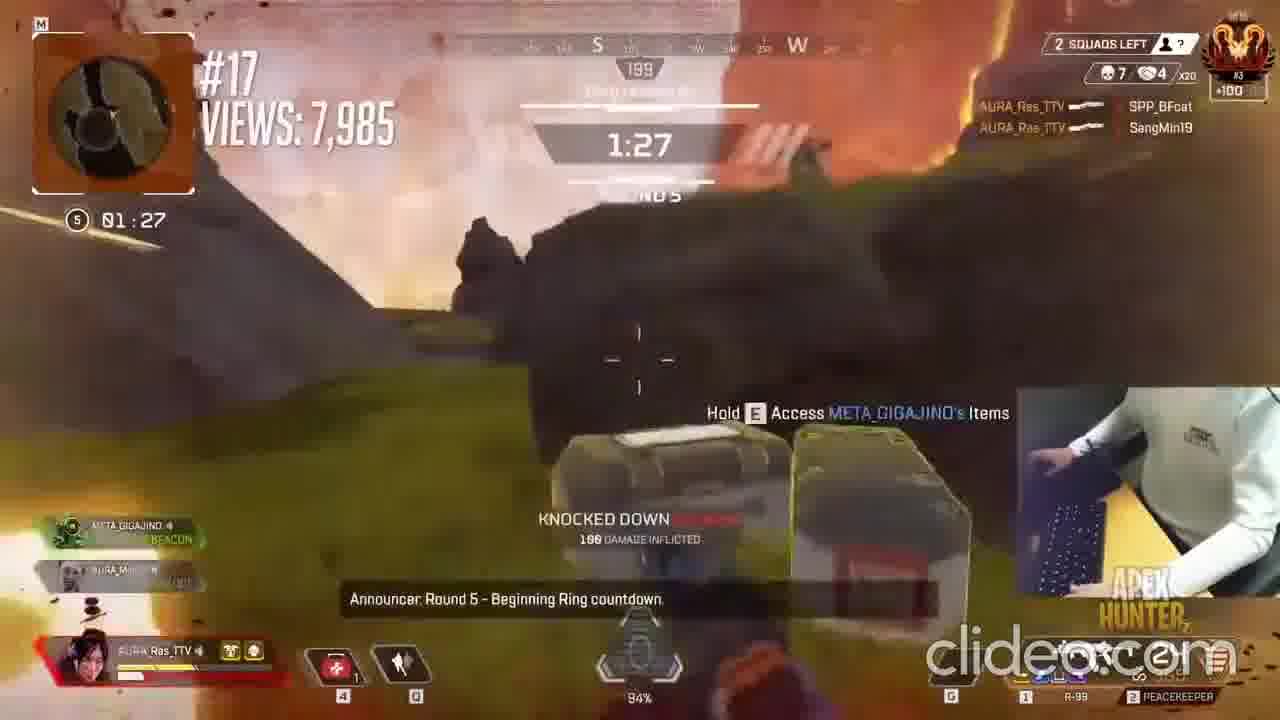 M
#17
VIEWS: 7,985
S
W
199
1:27
5 01:27
2 SQUADS LEFT
?
7 4 x20
#3
+100
AURA_Ras_TTV SPP_BFcat
AURA_Ras_TTV SangMin19
Hold E Access META_GIGAJINO's Items
KNOCKED DOWN
100 DAMAGE INFLICTED
META_GIGAJINO
BEACON
Announcer: Round 5 - Beginning Ring countdown.
AURA_Ras_TTV
1
4
Q
94%
G
APEX
HUNTER
clideo.com
1 R-99
2 PEACEKEEPER